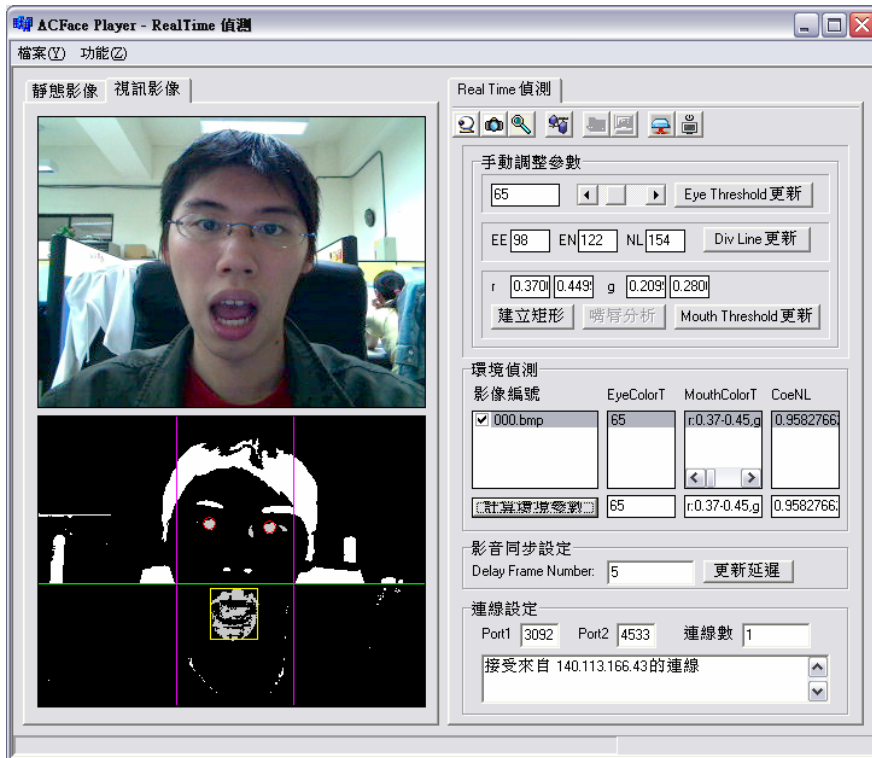 ACFace Player - RealTime 偵測
檔案(Y) 功能(Z)
靜態影像 視訊影像
Real Time 偵測
手動調整參數
65 Eye Threshold 更新
EE 98 EN 122 NL 154 Div Line 更新
r 0.370 0.449 g 0.209 0.280
建立矩形 嘴唇分析 Mouth Threshold 更新
環境偵測
影像編號 EyeColorT MouthColorT CoeNL
000.bmp 65 r:0.37-0.45,g 0.9582766
計算環境參數 65 r:0.37-0.45,g 0.9582766
影音同步設定
Delay Frame Number: 5 更新延遲
連線設定
Port1 3092 Port2 4533 連線數 1
接受來自 140.113.166.43的連線